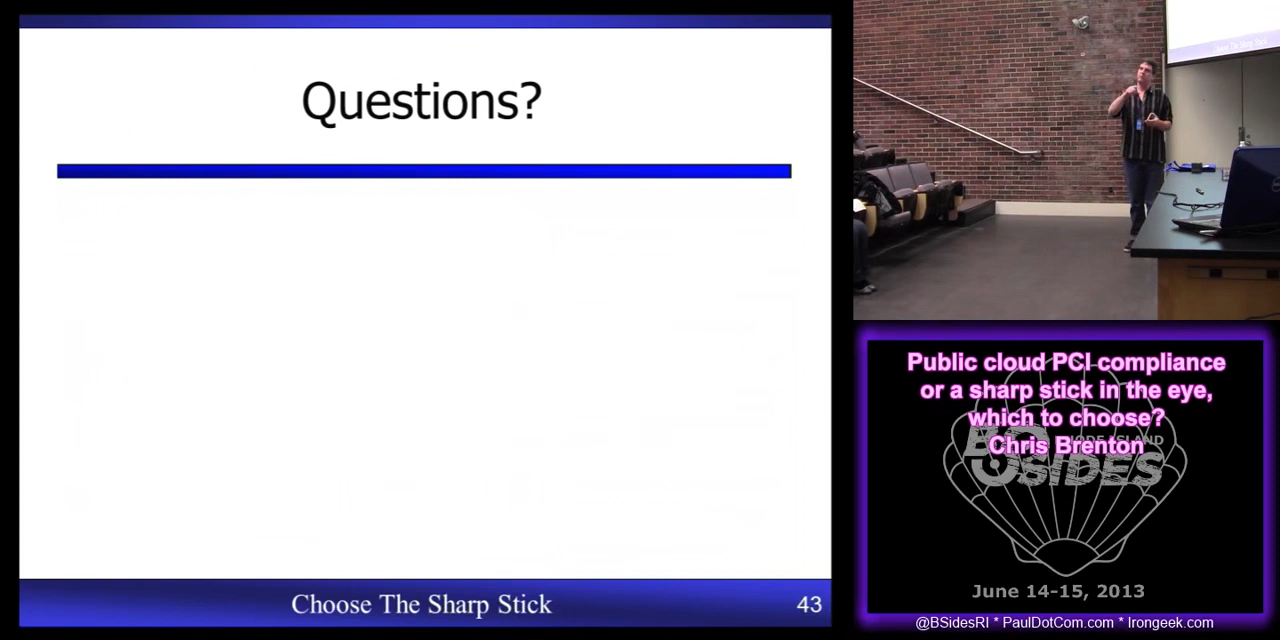 Questions?
Choose The Sharp Stick
43
Public cloud PCI compliance
or a sharp stick in the eye,
which to choose?
Chris Brenton
BSIDES
June 14-15, 2013
@BSidesRI * PaulDotCom.com * Irongeek.com